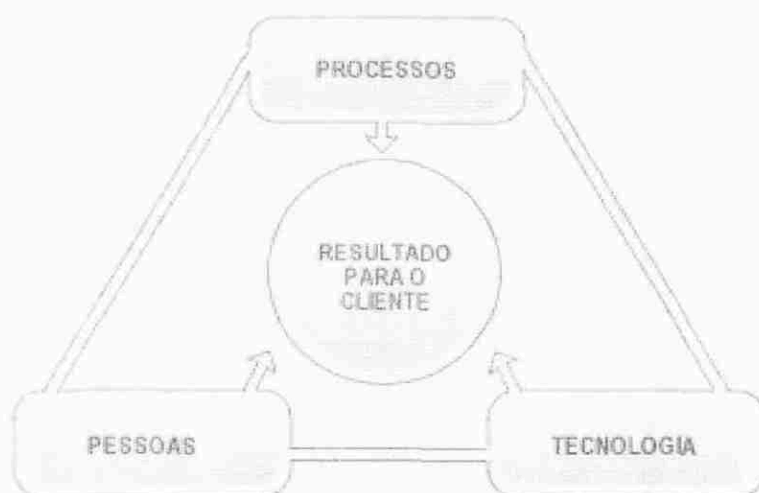 PROCESSOS
RESULTADO
PARA O
CLIENTE
PESSOAS
TECNOLOGIA